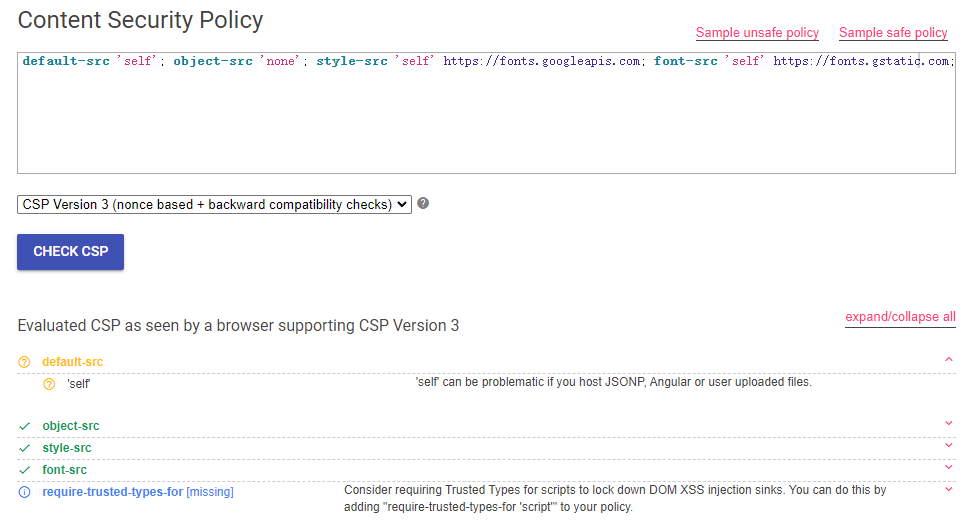 Content Security Policy
Sample unsafe policy
Sample safe policy
default-src 'self'; object-src 'none'; style-src 'self' https://fonts.googleapis.com; font-src 'self' https://fonts.gstatic.com;
CSP Version 3 (nonce based + backward compatibility checks)
?
CHECK CSP
Evaluated CSP as seen by a browser supporting CSP Version 3
expand/collapse all
default-src
'self'
'self' can be problematic if you host JSONP, Angular or user uploaded files.
object-src
style-src
font-src
require-trusted-types-for [missing]
Consider requiring Trusted Types for scripts to lock down DOM XSS injection sinks. You can do this by
adding "require-trusted-types-for 'script'" to your policy.